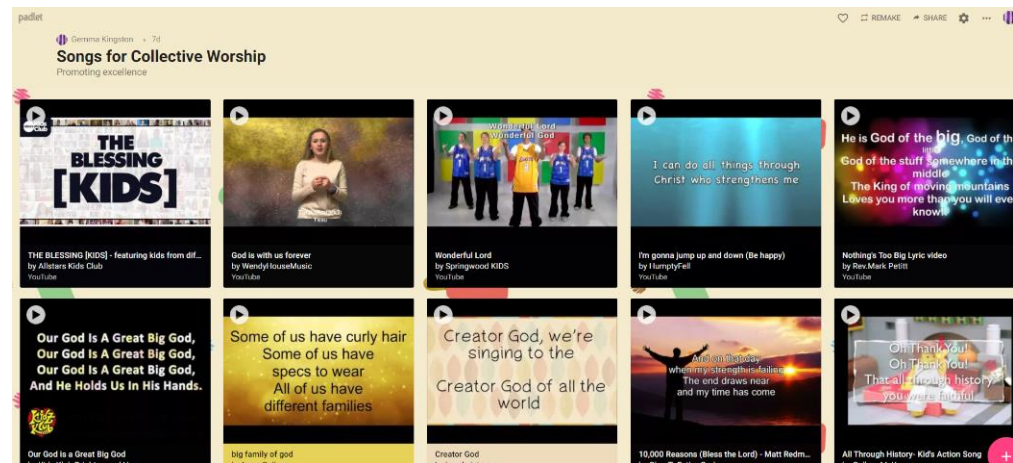 padlet
REMAKE
SHARE
Gemma Kingston • 7d
Songs for Collective Worship
Promoting excellence
Club
THE
BLESSING
[KIDS]
THE BLESSING [KIDS] - featuring kids from dif...
by Allstars Kids Club
YouTube
God is with us forever
by WendyHouseMusic
YouTube
Wonderful Lord
Wonderful God
Wonderful Lord
by Springwood KIDS
YouTube
I can do all things through
Christ who strengthens me
I'm gonna jump up and down (Be happy)
by HumptyFell
YouTube
He is God of the big, God of th
God of the stuff somewhere in th
middle
The King of moving mountains
Loves you more than you will eve
know!
Nothing's Too Big Lyric video
by Rev.Mark Petitt
YouTube
Our God Is A Great Big God,
Our God Is A Great Big God,
Our God Is A Great Big God,
And He Holds Us In His Hands.
Kidz
Klub
Our God is a Great Big God
Some of us have curly hair
Some of us have
specs to wear
All of us have
different families
big family of god
Creator God, we're
singing to the
Creator God of all the
world
Creator God
And on that day
when my strength is failing
The end draws near
and my time has come
10,000 Reasons (Bless the Lord) - Matt Redm...
Oh Thank You!
Oh Thank You!
That all through history
you were faithful
All Through History- Kid's Action Song